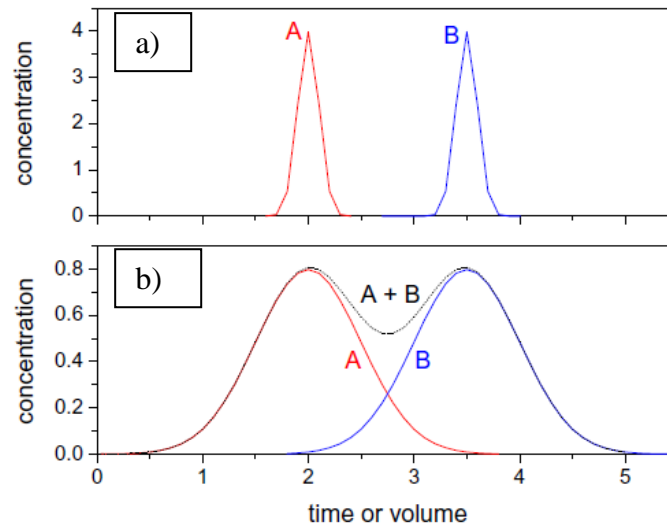 a)
A
B
concentration
4
3
2
1
0
b)
A + B
A
B
concentration
0.8
0.6
0.4
0.2
0.0
0 1 2 3 4 5
time or volume